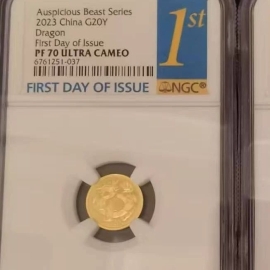 Auspicious Beast Series
2023 China G20Y
Dragon
First Day of Issue
PF 70 ULTRA CAMEO
6761251-037
1st
NGC®
FIRST DAY OF ISSUE